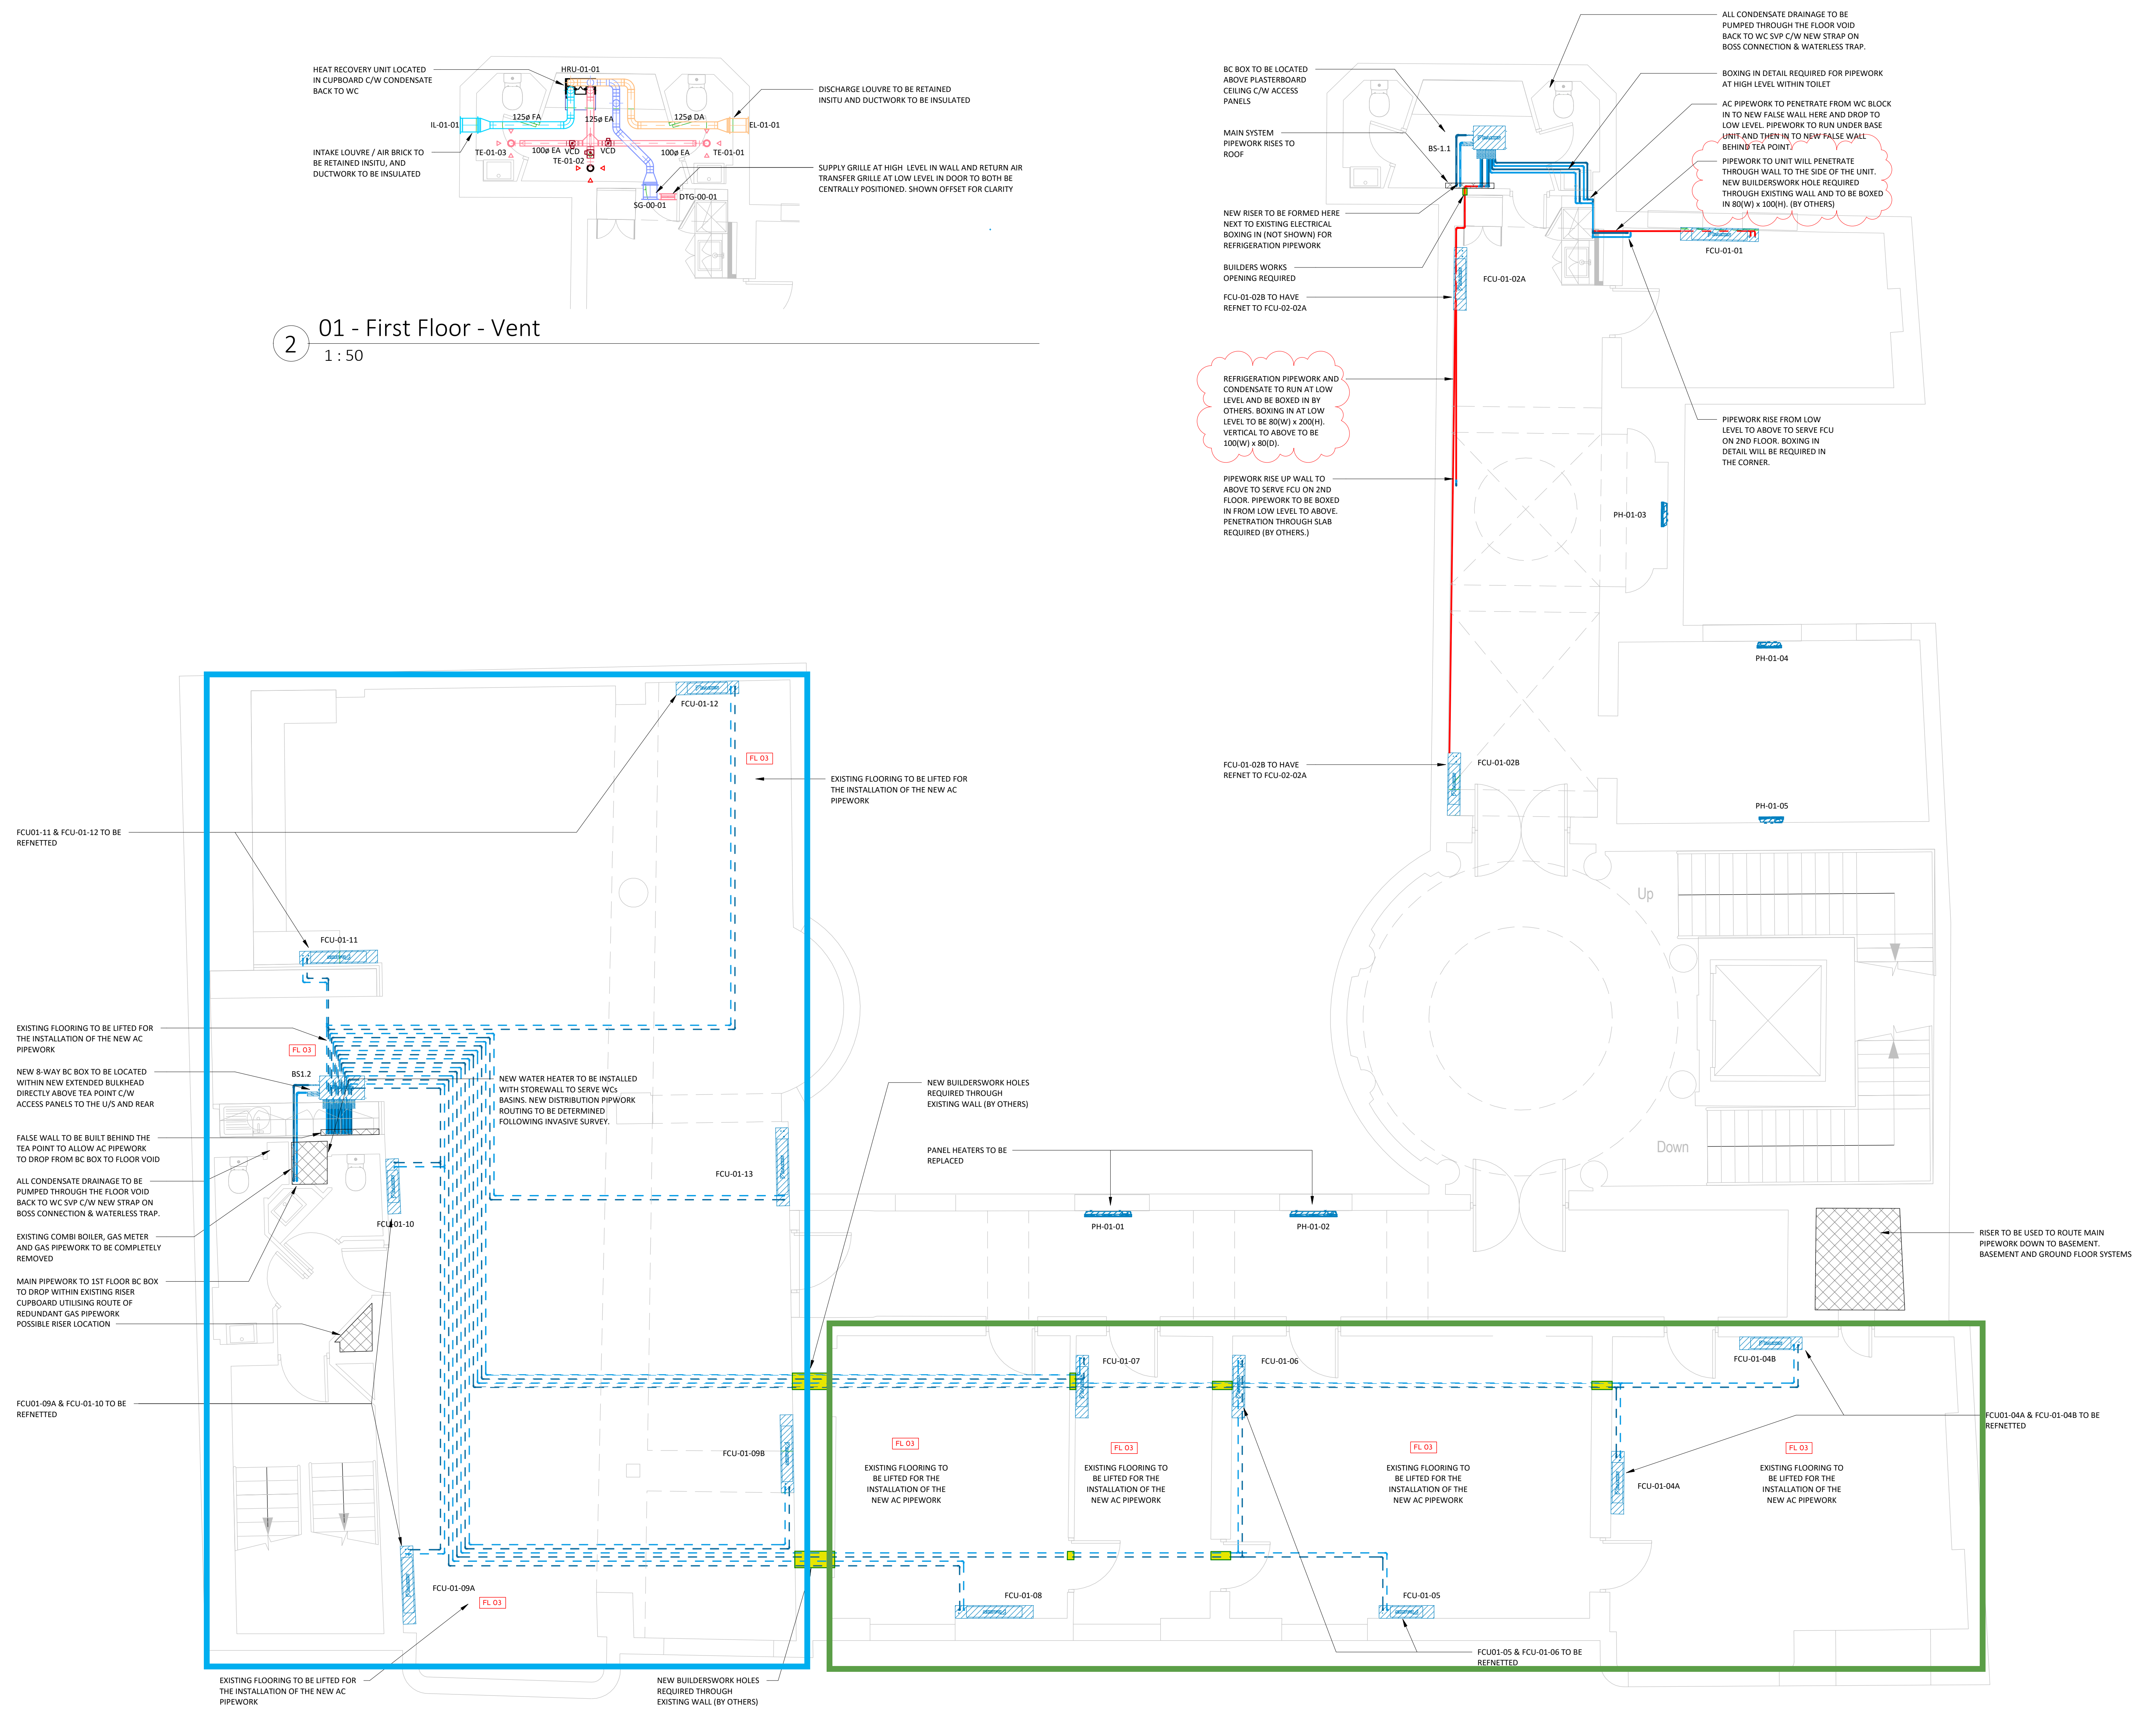 HEAT RECOVERY UNIT LOCATED
IN CUPBOARD C/W CONDENSATE
BACK TO WC
HRU-01-01
DISCHARGE LOUVRE TO BE RETAINED
INSITU AND DUCTWORK TO BE INSULATED
125ø FA
125ø EA
125ø DA
IL-01-01
EL-01-01
INTAKE LOUVRE / AIR BRICK TO
BE RETAINED INSITU, AND
DUCTWORK TO BE INSULATED
TE-01-03
100ø EA
VCD
VCD
100ø EA
TE-01-01
TE-01-02
SUPPLY GRILLE AT HIGH LEVEL IN WALL AND RETURN AIR
TRANSFER GRILLE AT LOW LEVEL IN DOOR TO BOTH BE
CENTRALLY POSITIONED. SHOWN OFFSET FOR CLARITY
SG-00-01
DTG-00-01
2
01 - First Floor - Vent
1 : 50
ALL CONDENSATE DRAINAGE TO BE
PUMPED THROUGH THE FLOOR VOID
BACK TO WC SVP C/W NEW STRAP ON
BOSS CONNECTION & WATERLESS TRAP.
BC BOX TO BE LOCATED
ABOVE PLASTERBOARD
CEILING C/W ACCESS
PANELS
BOXING IN DETAIL REQUIRED FOR PIPEWORK
AT HIGH LEVEL WITHIN TOILET
AC PIPEWORK TO PENETRATE FROM WC BLOCK
IN TO NEW FALSE WALL HERE AND DROP TO
LOW LEVEL. PIPEWORK TO RUN UNDER BASE
UNIT AND THEN IN TO NEW FALSE WALL
BEHIND TEA POINT.
MAIN SYSTEM
PIPEWORK RISES TO
ROOF
BS-1.1
PIPEWORK TO UNIT WILL PENETRATE
THROUGH WALL TO THE SIDE OF THE UNIT.
NEW BUILDERSWORK HOLE REQUIRED
THROUGH EXISTING WALL AND TO BE BOXED
IN 80(W) x 100(H). (BY OTHERS)
NEW RISER TO BE FORMED HERE
NEXT TO EXISTING ELECTRICAL
BOXING IN (NOT SHOWN) FOR
REFRIGERATION PIPEWORK
FCU-01-01
BUILDERS WORKS
OPENING REQUIRED
FCU-01-02A
FCU-01-02B TO HAVE
REFNET TO FCU-02-02A
REFRIGERATION PIPEWORK AND
CONDENSATE TO RUN AT LOW
LEVEL AND BE BOXED IN BY
OTHERS. BOXING IN AT LOW
LEVEL TO BE 80(W) x 200(H).
VERTICAL TO ABOVE TO BE
100(W) x 80(D).
PIPEWORK RISE FROM LOW
LEVEL TO ABOVE TO SERVE FCU
ON 2ND FLOOR. BOXING IN
DETAIL WILL BE REQUIRED IN
THE CORNER.
PIPEWORK RISE UP WALL TO
ABOVE TO SERVE FCU ON 2ND
FLOOR. PIPEWORK TO BE BOXED
IN FROM LOW LEVEL TO ABOVE.
PENETRATION THROUGH SLAB
REQUIRED (BY OTHERS.)
PH-01-03
PH-01-04
FCU-01-02B TO HAVE
REFNET TO FCU-02-02A
FCU-01-02B
PH-01-05
Up
Down
FCU-01-12
FL 03
EXISTING FLOORING TO BE LIFTED FOR
THE INSTALLATION OF THE NEW AC
PIPEWORK
FCU01-11 & FCU-01-12 TO BE
REFNETTED
FCU-01-11
EXISTING FLOORING TO BE LIFTED FOR
THE INSTALLATION OF THE NEW AC
PIPEWORK
FL 03
NEW 8-WAY BC BOX TO BE LOCATED
WITHIN NEW EXTENDED BULKHEAD
DIRECTLY ABOVE TEA POINT C/W
ACCESS PANELS TO THE U/S AND REAR
BS1.2
NEW WATER HEATER TO BE INSTALLED
WITH STOREWALL TO SERVE WCs
BASINS. NEW DISTRIBUTION PIPWORK
ROUTING TO BE DETERMINED
FOLLOWING INVASIVE SURVEY.
NEW BUILDERSWORK HOLES
REQUIRED THROUGH
EXISTING WALL (BY OTHERS)
FALSE WALL TO BE BUILT BEHIND THE
TEA POINT TO ALLOW AC PIPEWORK
TO DROP FROM BC BOX TO FLOOR VOID
PANEL HEATERS TO BE
REPLACED
FCU-01-13
ALL CONDENSATE DRAINAGE TO BE
PUMPED THROUGH THE FLOOR VOID
BACK TO WC SVP C/W NEW STRAP ON
BOSS CONNECTION & WATERLESS TRAP.
FCU-01-10
PH-01-01
PH-01-02
EXISTING COMBI BOILER, GAS METER
AND GAS PIPEWORK TO BE COMPLETELY
REMOVED
RISER TO BE USED TO ROUTE MAIN
PIPEWORK DOWN TO BASEMENT.
BASEMENT AND GROUND FLOOR SYSTEMS
MAIN PIPEWORK TO 1ST FLOOR BC BOX
TO DROP WITHIN EXISTING RISER
CUPBOARD UTILISING ROUTE OF
REDUNDANT GAS PIPEWORK
POSSIBLE RISER LOCATION
FCU-01-07
FCU-01-06
FCU-01-04B
FCU01-09A & FCU-01-10 TO BE
REFNETTED
FCU01-04A & FCU-01-04B TO BE
REFNETTED
FCU-01-09B
FL 03
EXISTING FLOORING TO
BE LIFTED FOR THE
INSTALLATION OF THE
NEW AC PIPEWORK
FL 03
EXISTING FLOORING TO
BE LIFTED FOR THE
INSTALLATION OF THE
NEW AC PIPEWORK
FL 03
EXISTING FLOORING TO
BE LIFTED FOR THE
INSTALLATION OF THE
NEW AC PIPEWORK
FL 03
EXISTING FLOORING TO
BE LIFTED FOR THE
INSTALLATION OF THE
NEW AC PIPEWORK
FCU-01-04A
FCU-01-09A
FL 03
FCU-01-08
FCU-01-05
FCU01-05 & FCU-01-06 TO BE
REFNETTED
EXISTING FLOORING TO BE LIFTED FOR
THE INSTALLATION OF THE NEW AC
PIPEWORK
NEW BUILDERSWORK HOLES
REQUIRED THROUGH
EXISTING WALL (BY OTHERS)